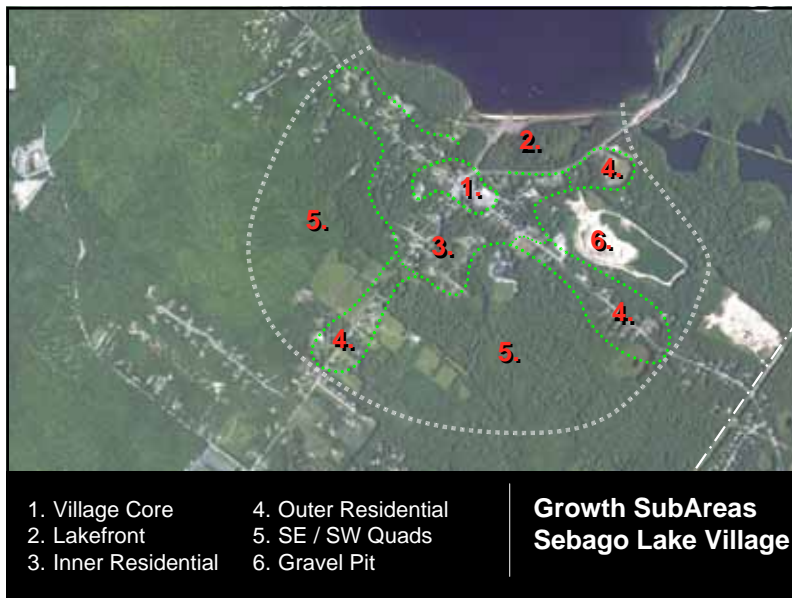 2.
4.
1.
5.
3.
6.
4.
4.
5.
1. Village Core
2. Lakefront
3. Inner Residential
4. Outer Residential
5. SE / SW Quads
6. Gravel Pit
Growth SubAreas
Sebago Lake Village